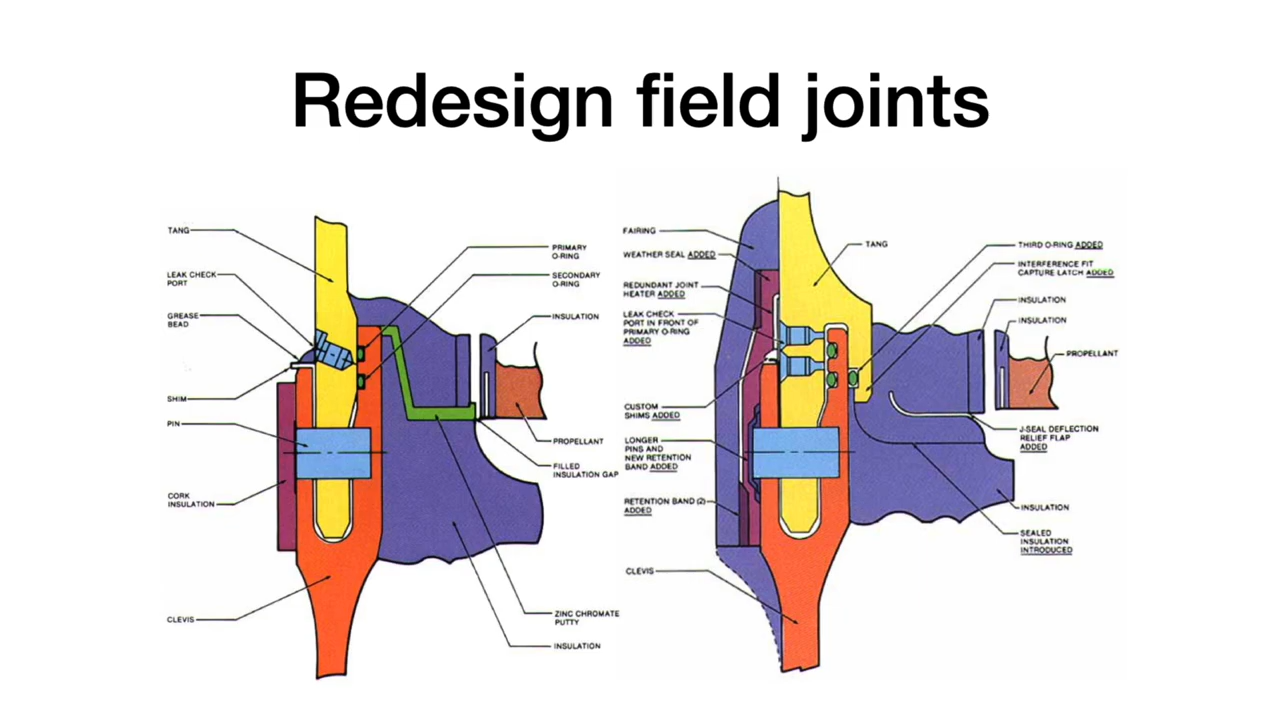 Redesign field joints
TANG
LEAK CHECK
PORT
GREASE
BEAD
SHIM
PIN
CORK
INSULATION
CLEVIS
PRIMARY
O-RING
SECONDARY
O-RING
INSULATION
PROPELLANT
FILLED
INSULATION GAP
ZINC CHROMATE
PUTTY
INSULATION
FAIRING
WEATHER SEAL ADDED
REDUNDANT JOINT
HEATER ADDED
LEAK CHECK
PORT IN FRONT OF
PRIMARY O-RING
ADDED
CUSTOM
SHIMS ADDED
LONGER
PINS AND
NEW RETENTION
BAND ADDED
RETENTION BAND (2)
ADDED
CLEVIS
TANG
THIRD O-RING ADDED
INTERFERENCE FIT
CAPTURE LATCH ADDED
INSULATION
INSULATION
PROPELLANT
J-SEAL DEFLECTION
RELIEF FLAP
ADDED
INSULATION
SEALED
INSULATION
INTRODUCED